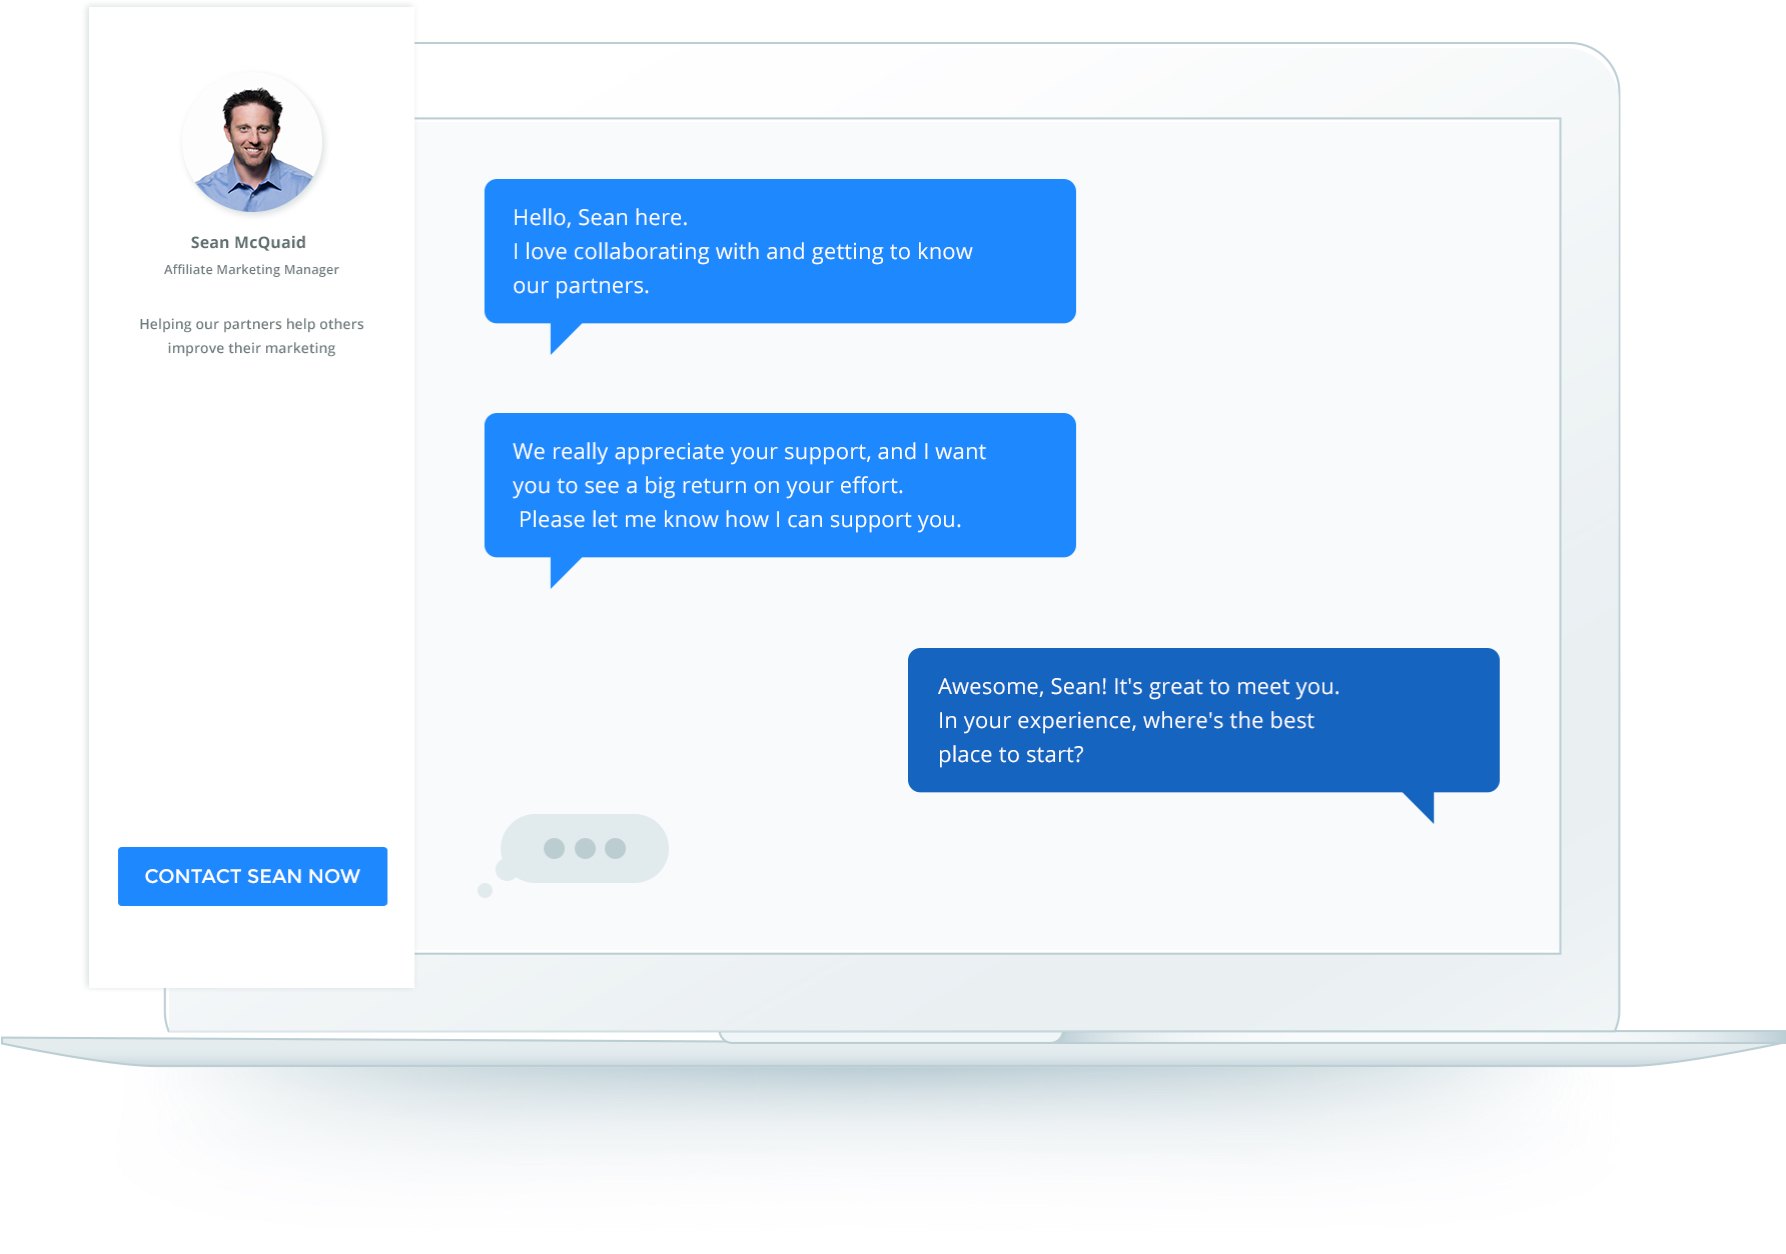 Sean McQuaid
Affiliate Marketing Manager
Helping our partners help others
improve their marketing
CONTACT SEAN NOW
Hello, Sean here.
I love collaborating with and getting to know
our partners.
We really appreciate your support, and I want
you to see a big return on your effort.
Please let me know how I can support you.
Awesome, Sean! It's great to meet you.
In your experience, where's the best
place to start?